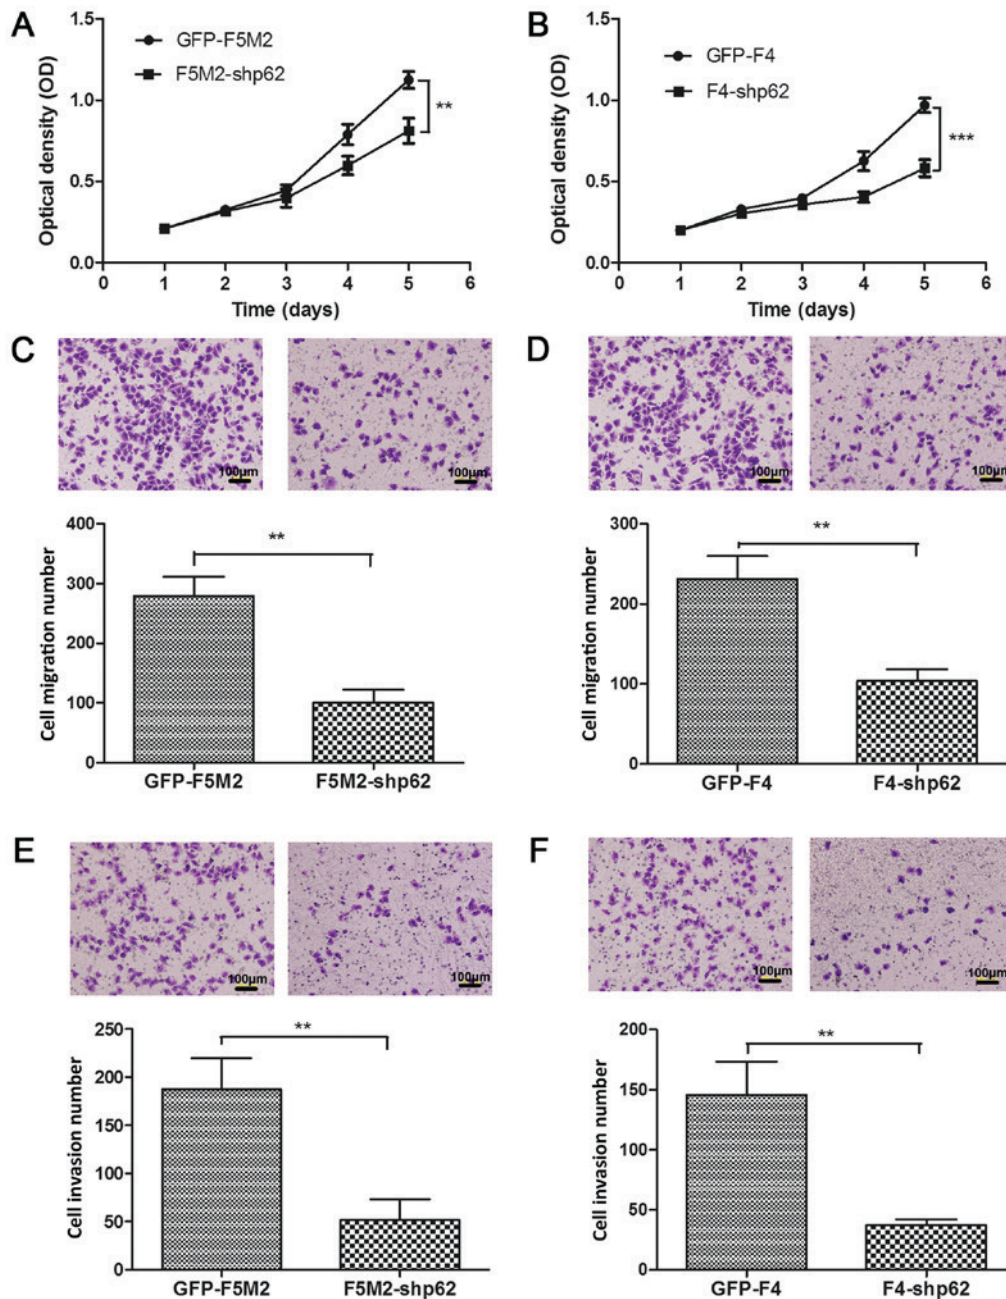 A
GFP-F5M2
F5M2-shp62
**
Optical density (OD)
1.5
1.0
0.5
0.0
0 1 2 3 4 5 6
Time (days)
B
GFP-F4
F4-shp62
***
Optical density (OD)
1.5
1.0
0.5
0.0
0 1 2 3 4 5 6
Time (days)
C
100μm
100μm
**
Cell migration number
400
300
200
100
0
GFP-F5M2 F5M2-shp62
D
100μm
100μm
**
Cell migration number
300
200
100
0
GFP-F4 F4-shp62
E
100μm
100μm
**
Cell invasion number
250
200
150
100
50
0
GFP-F5M2 F5M2-shp62
F
100μm
100μm
**
Cell invasion number
200
150
100
50
0
GFP-F4 F4-shp62